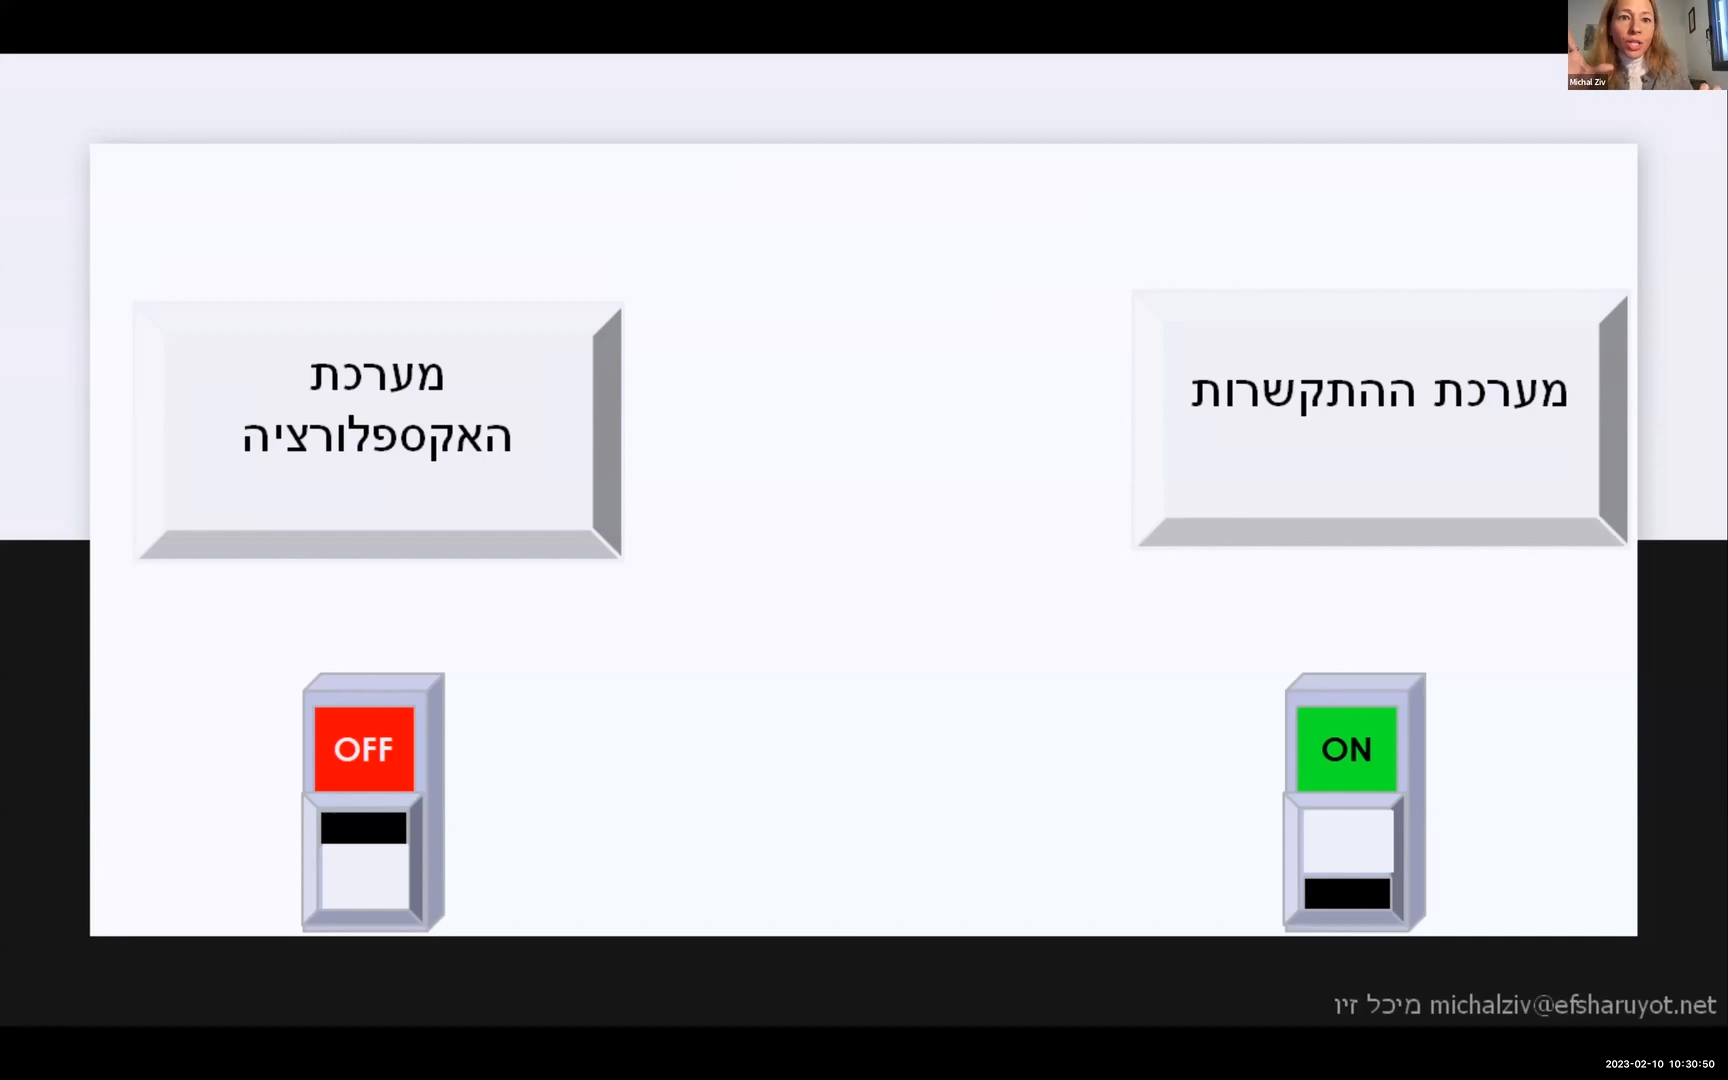 Michal Ziv
מערכת ההתקשרות
מערכת
האקספלורציה
ON
OFF
מיכל זיו michalziv@efsharuyot.net
2023-02-10 10:30:50